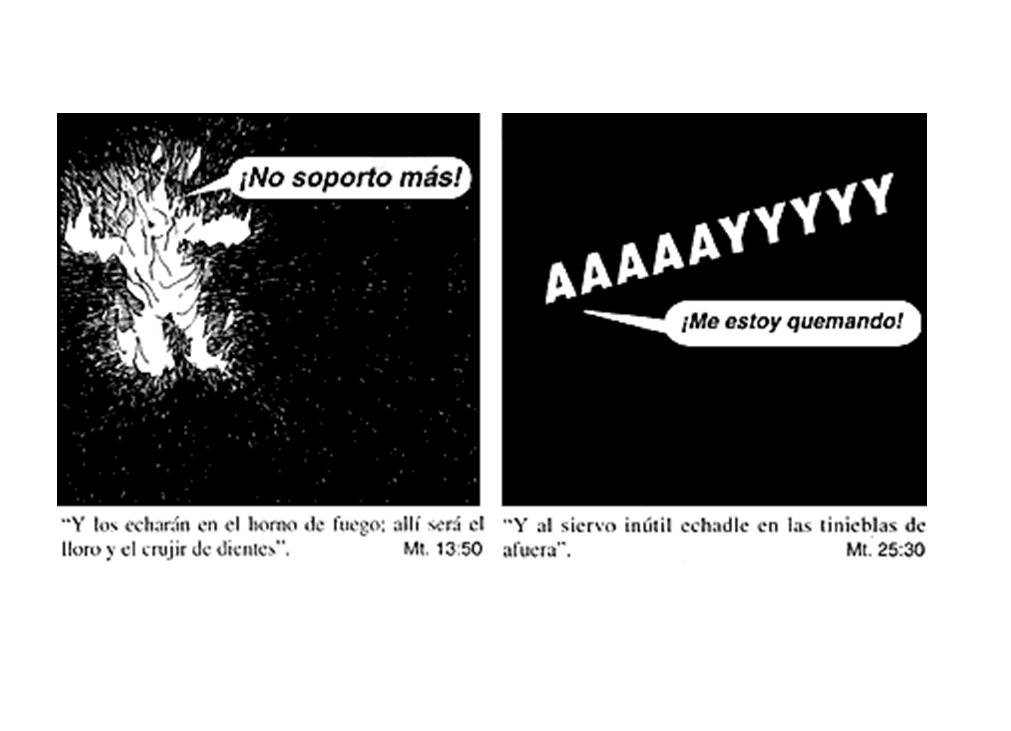 ¡No soporto más!
"Y los echarán en el horno de fuego; allí será el
lloro y el crujir de dientes". Mt. 13:50
AAAAAYYYYY
¡Me estoy quemando!
"Y al siervo inútil echadle en las tinieblas de
afuera". Mt. 25:30